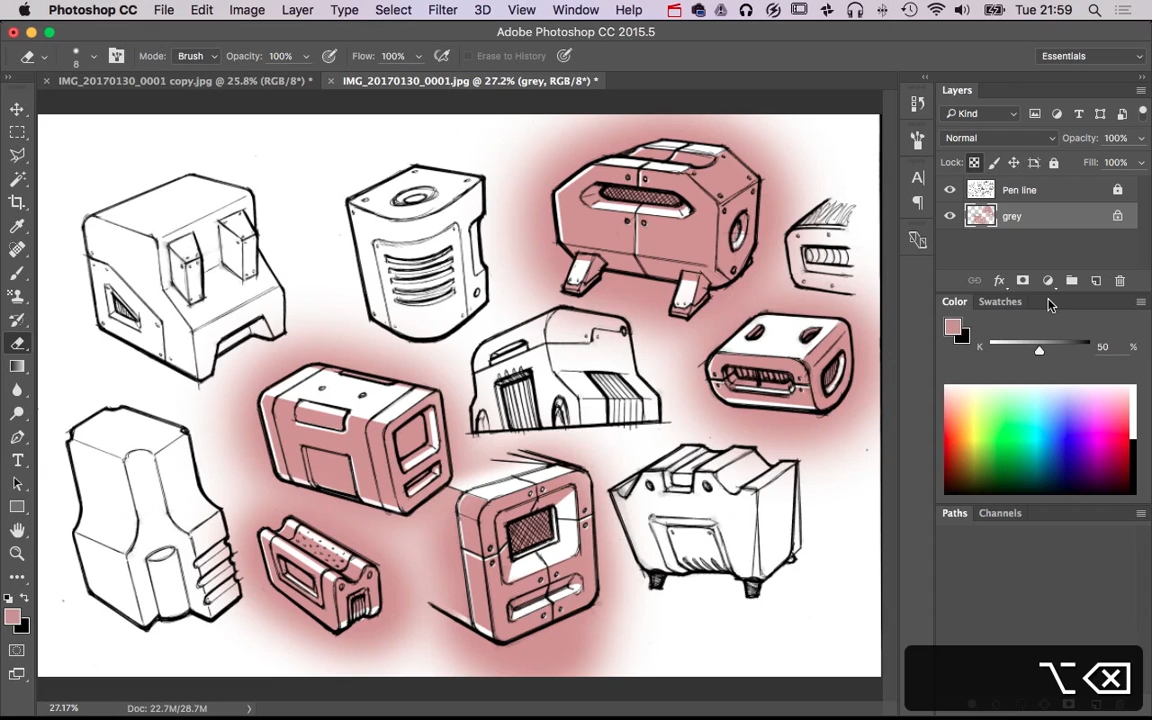 Photoshop CC File Edit Image Layer Type Select Filter 3D View Window Help Tue 21:59
Adobe Photoshop CC 2015.5
8 Mode: Brush Opacity: 100% Flow: 100% Erase to History Essentials
IMG_20170130_0001 copy.jpg @ 25.8% (RGB/8*) * IMG_20170130_0001.jpg @ 27.2% (grey, RGB/8*) *
Layers
Kind
Normal Opacity: 100%
Lock: Fill: 100%
Pen line
grey
fx
Color Swatches
K 50 %
Paths Channels
27.17% Doc: 22.7M/28.7M